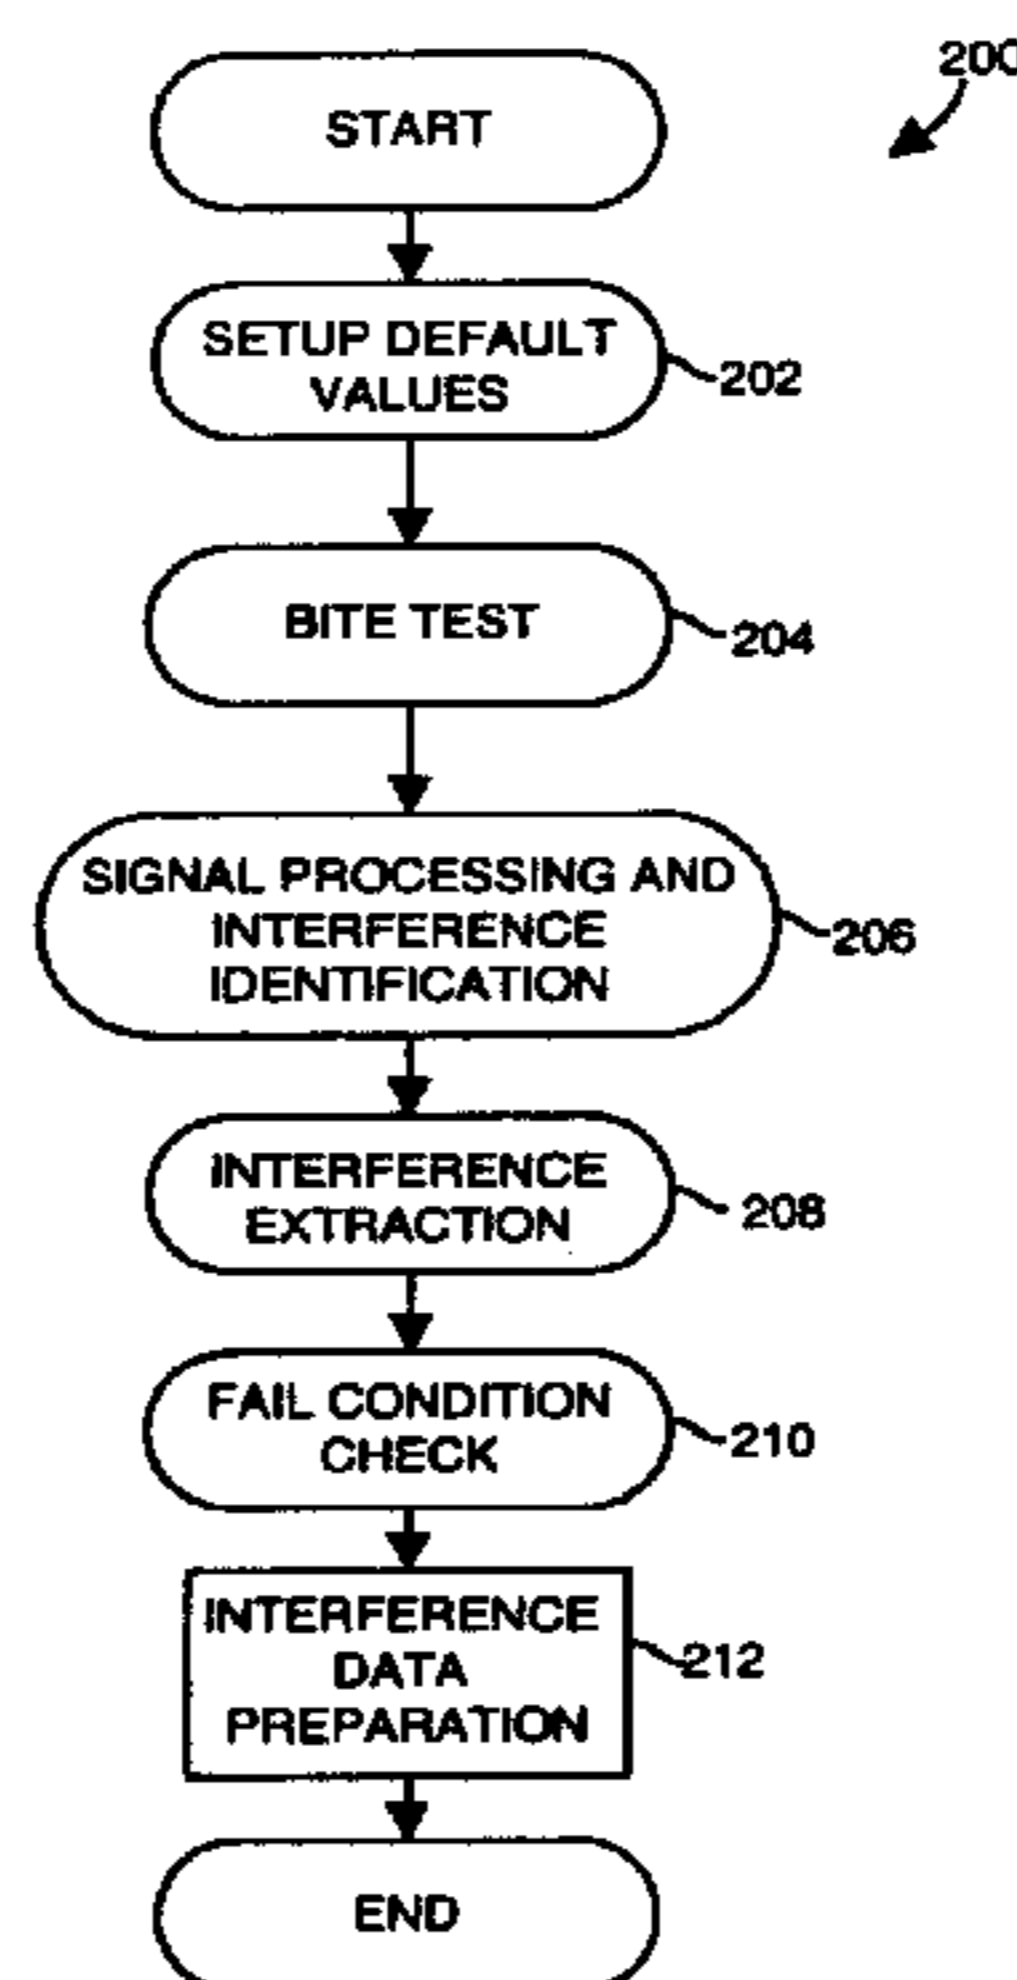 200
START
SETUP DEFAULT
VALUES
202
BITE TEST
204
SIGNAL PROCESSING AND
INTERFERENCE
IDENTIFICATION
206
INTERFERENCE
EXTRACTION
208
FAIL CONDITION
CHECK
210
INTERFERENCE
DATA
PREPARATION
212
END